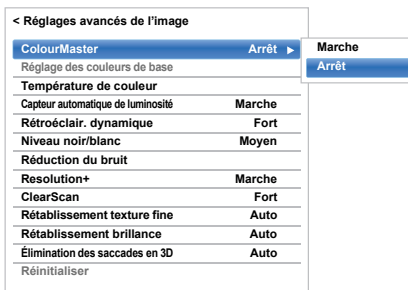 < Réglages avancés de l'image
ColourMaster Arrêt ▶
Marche
Arrêt
Réglage des couleurs de base
Température de couleur
Capteur automatique de luminosité Marche
Rétroéclair. dynamique Fort
Niveau noir/blanc Moyen
Réduction du bruit
Resolution+ Marche
ClearScan Fort
Rétablissement texture fine Auto
Rétablissement brillance Auto
Élimination des saccades en 3D Auto
Réinitialiser